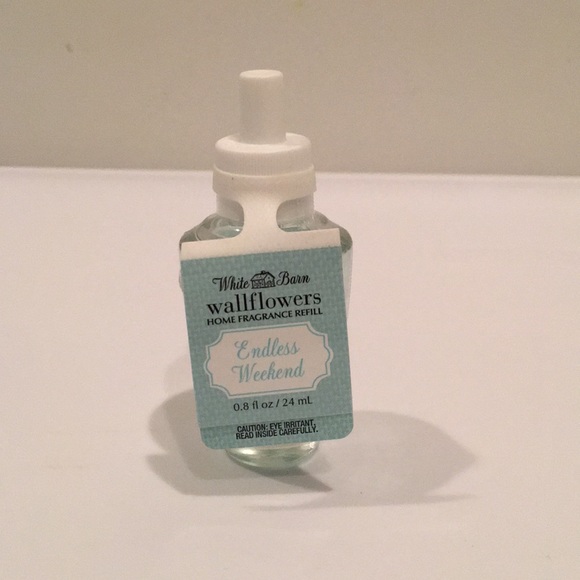 White Barn
wallflowers
HOME FRAGRANCE REFILL
Endless
Weekend
0.8 fl oz / 24 mL
CAUTION: EYE IRRITANT,
READ INSIDE CAREFULLY.